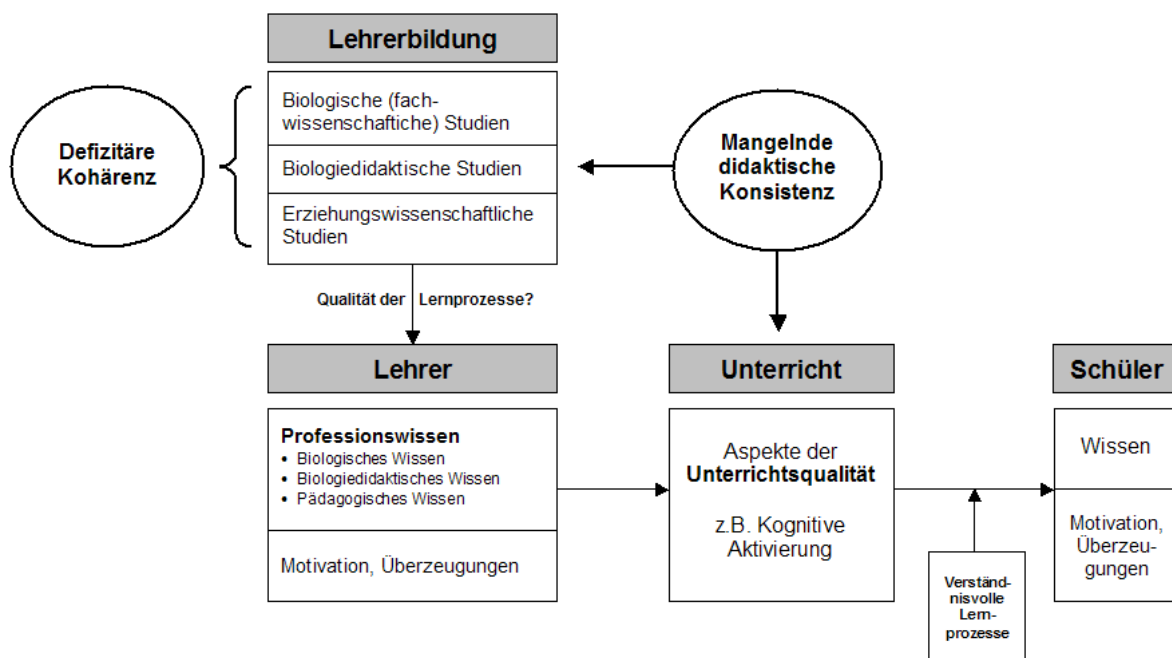 Lehrerbildung
Biologische (fach-
wissenschaftiche) Studien
Biologiedidaktische Studien
Erziehungswissenschaftliche
Studien
Defizitäre
Kohärenz
Mangelnde
didaktische
Konsistenz
Qualität der Lernprozesse?
Lehrer
Professionswissen
• Biologisches Wissen
• Biologiedidaktisches Wissen
• Pädagogisches Wissen
Motivation, Überzeugungen
Unterricht
Aspekte der
Unterrichtsqualität
z.B. Kognitive
Aktivierung
Verständ-
nisvolle
Lern-
prozesse
Schüler
Wissen
Motivation,
Überzeu-
gungen